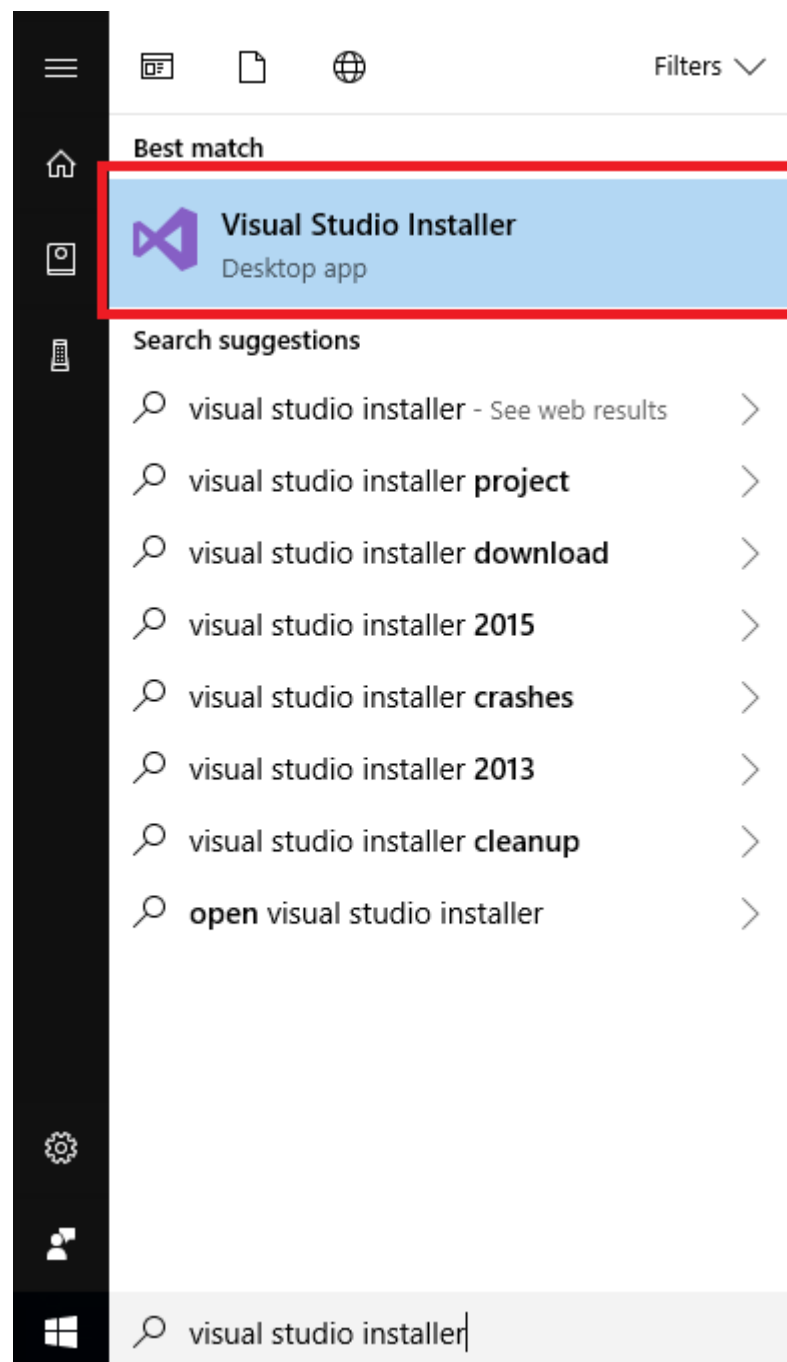 Filters
Best match
Visual Studio Installer
Desktop app
Search suggestions
visual studio installer - See web results
visual studio installer project
visual studio installer download
visual studio installer 2015
visual studio installer crashes
visual studio installer 2013
visual studio installer cleanup
open visual studio installer
visual studio installer